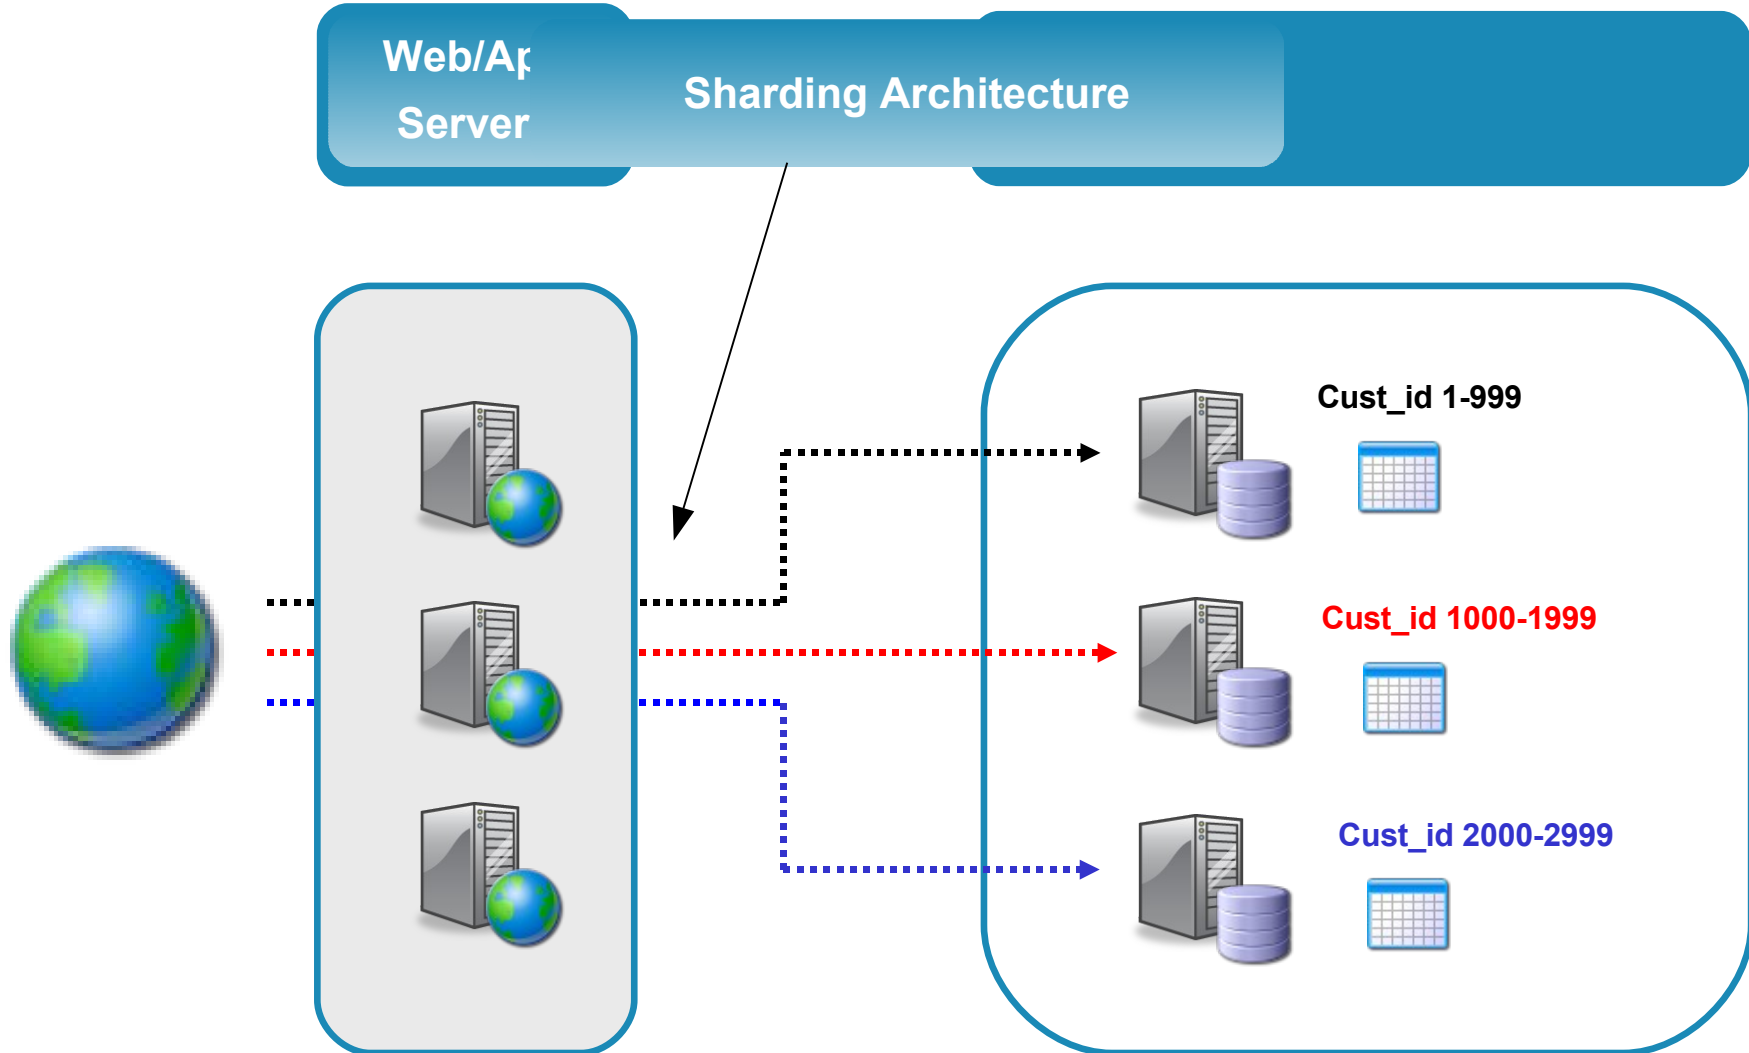 Web/Ap
Server
Sharding Architecture
Cust_id 1-999
Cust_id 1000-1999
Cust_id 2000-2999